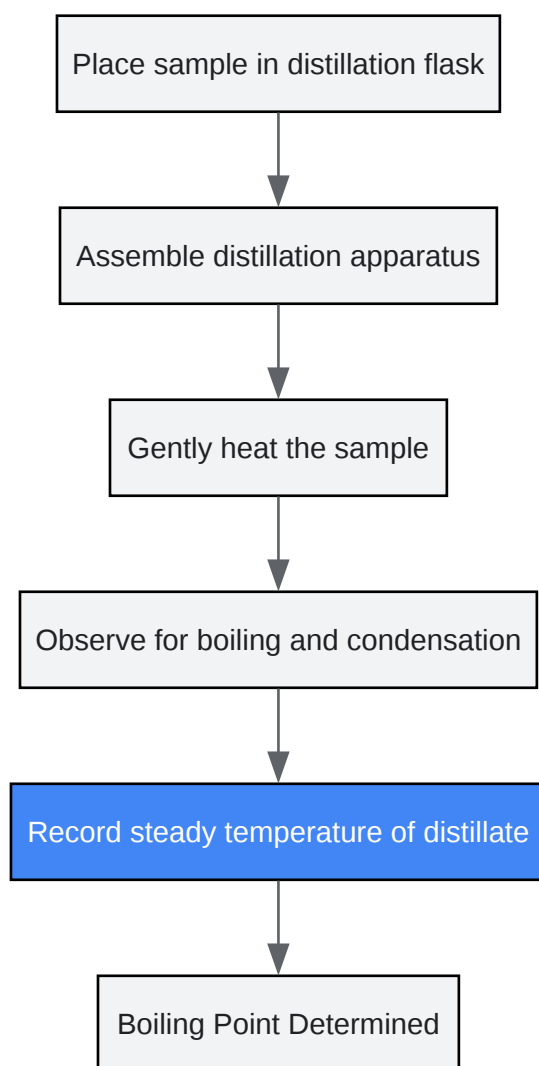 Place sample in distillation flask
Assemble distillation apparatus
Gently heat the sample
Observe for boiling and condensation
Record steady temperature of distillate
Boiling Point Determined